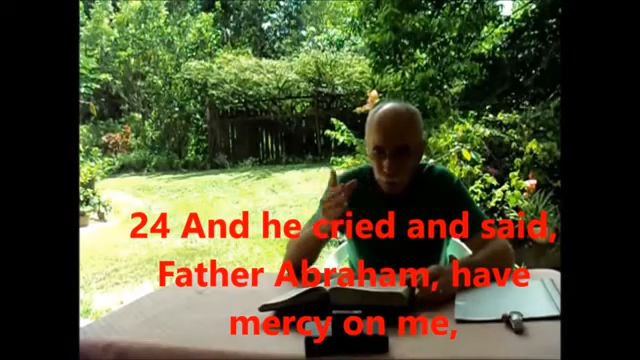 24 And he cried and said,
Father Abraham, have
mercy on me,